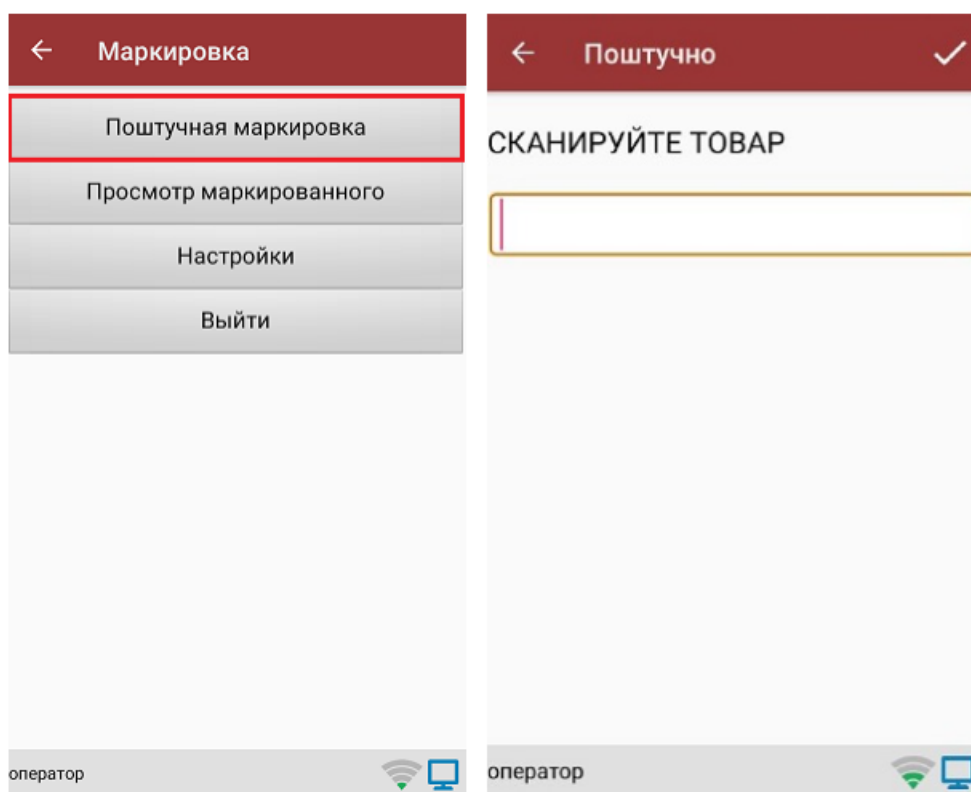 Маркировка
Поштучная маркировка
Просмотр маркированного
Настройки
Выйти
оператор
Поштучно
СКАНИРУЙТЕ ТОВАР
оператор